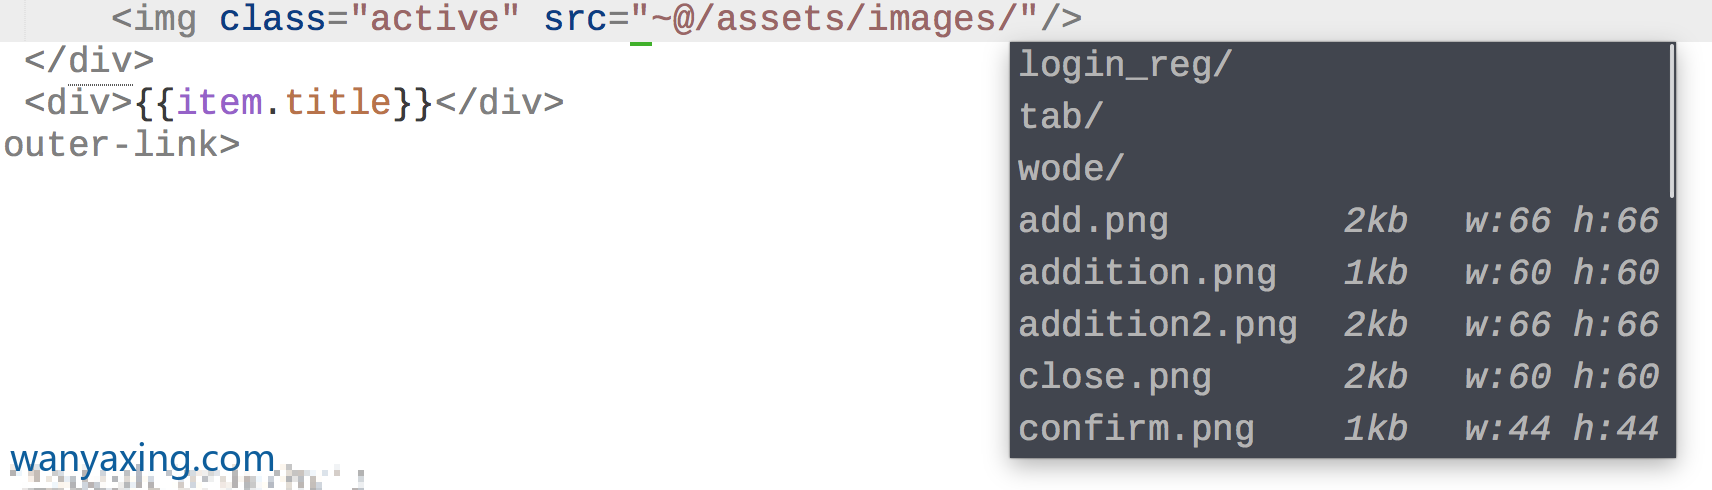 <img class="active" src="~@/assets/images/"/>
</div>
<div>{{item.title}}</div>
outer-link>
login_reg/
tab/
wode/
add.png 2kb w:66 h:66
addition.png 1kb w:60 h:60
addition2.png 2kb w:66 h:66
close.png 2kb w:60 h:60
confirm.png 1kb w:44 h:44
wanyaxing.com